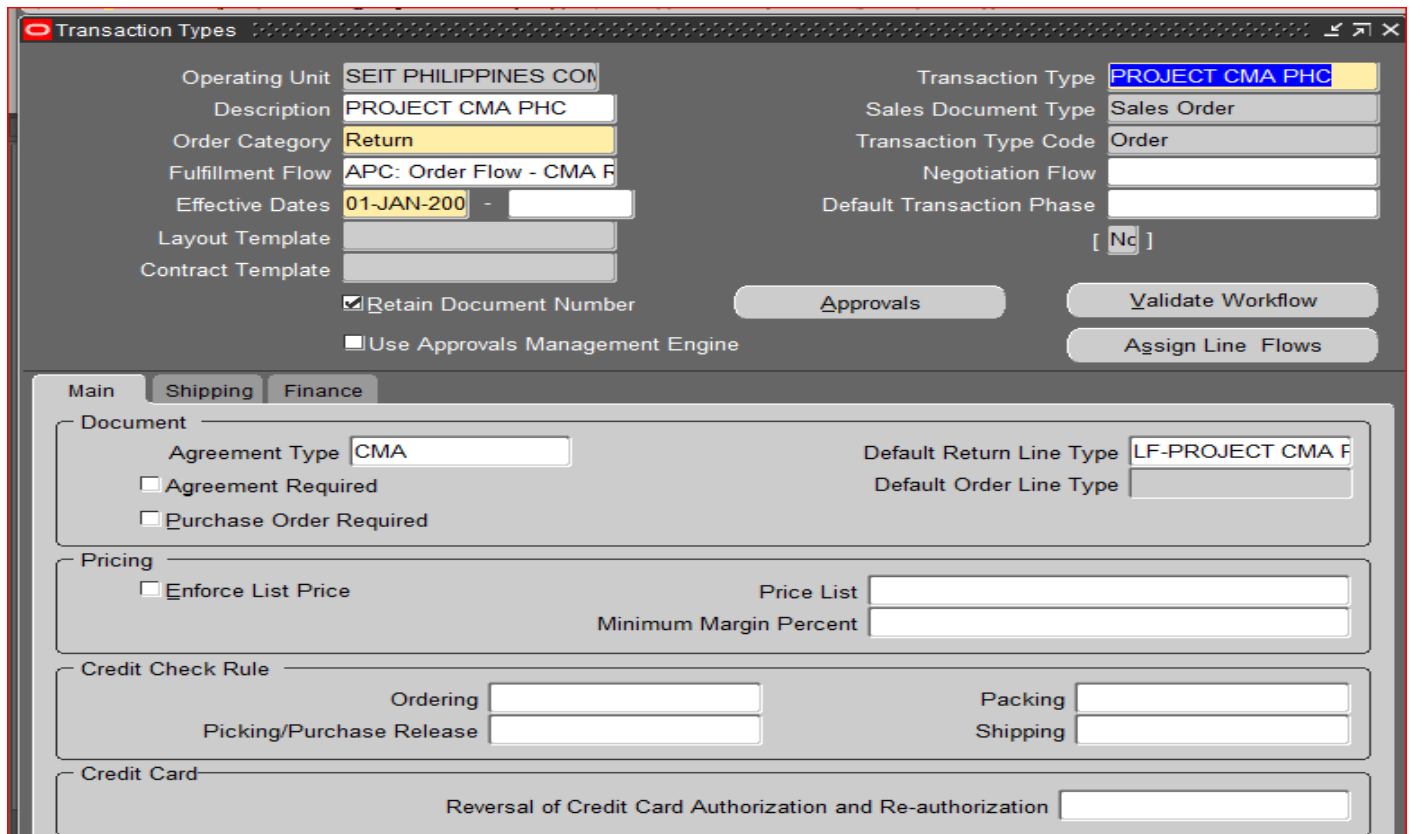 Transaction Types
Operating Unit SEIT PHILIPPINES COM Transaction Type PROJECT CMA PHC
Description PROJECT CMA PHC Sales Document Type Sales Order
Order Category Return Transaction Type Code Order
Fulfillment Flow APC: Order Flow - CMA R Negotiation Flow
Effective Dates 01-JAN-200 - Default Transaction Phase
Layout Template [ No ]
Contract Template
Retain Document Number Approvals Validate Workflow
Use Approvals Management Engine Assign Line Flows
Main Shipping Finance
Document
Agreement Type CMA Default Return Line Type LF-PROJECT CMA P
Agreement Required Default Order Line Type
Purchase Order Required
Pricing
Enforce List Price Price List
Minimum Margin Percent
Credit Check Rule
Ordering Packing
Picking/Purchase Release Shipping
Credit Card
Reversal of Credit Card Authorization and Re-authorization